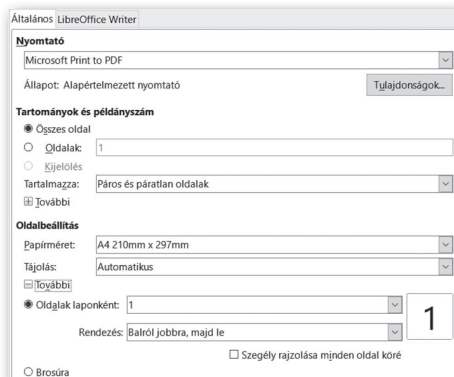 Általános LibreOffice Writer
Nyomtató
Microsoft Print to PDF
Állapot: Alapértelmezett nyomtató Tulajdonságok...
Tartományok és példányszám
Összes oldal
Oldalak: 1
Kijelölés
Tartalmazza: Páros és páratlan oldalak
További
Oldalbeállítás
Papírméret: A4 210mm x 297mm
Tájolás: Automatikus
További
Oldalak laponként: 1
1
Rendezés: Balról jobbra, majd le
Szegély rajzolása minden oldal köré
Brosúra